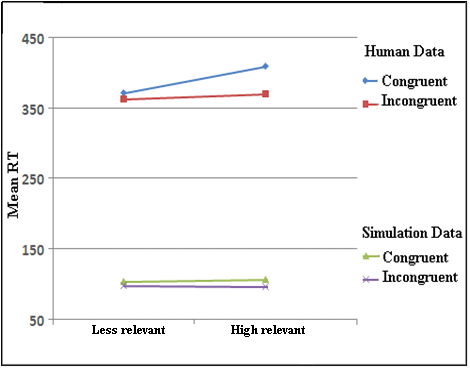 450
350
250
150
50
Mean RT
Less relevant
High relevant
Human Data
Congruent
Incongruent
Simulation Data
Congruent
Incongruent